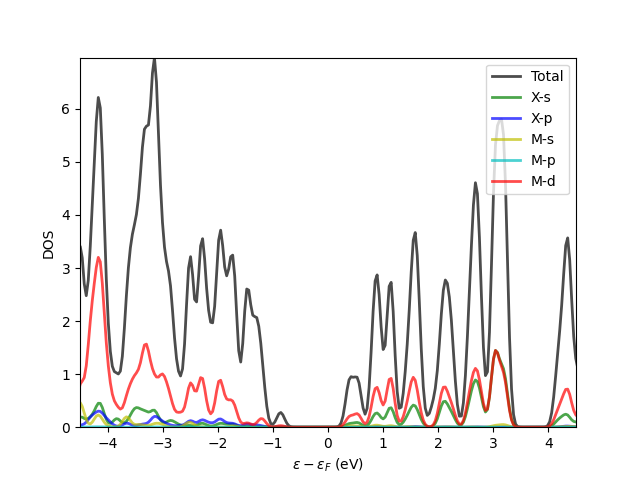 Total
X-s
X-p
M-s
M-p
M-d
DOS
6
5
4
3
2
1
0
−4 −3 −2 −1 0 1 2 3 4
ε − ε_F (eV)